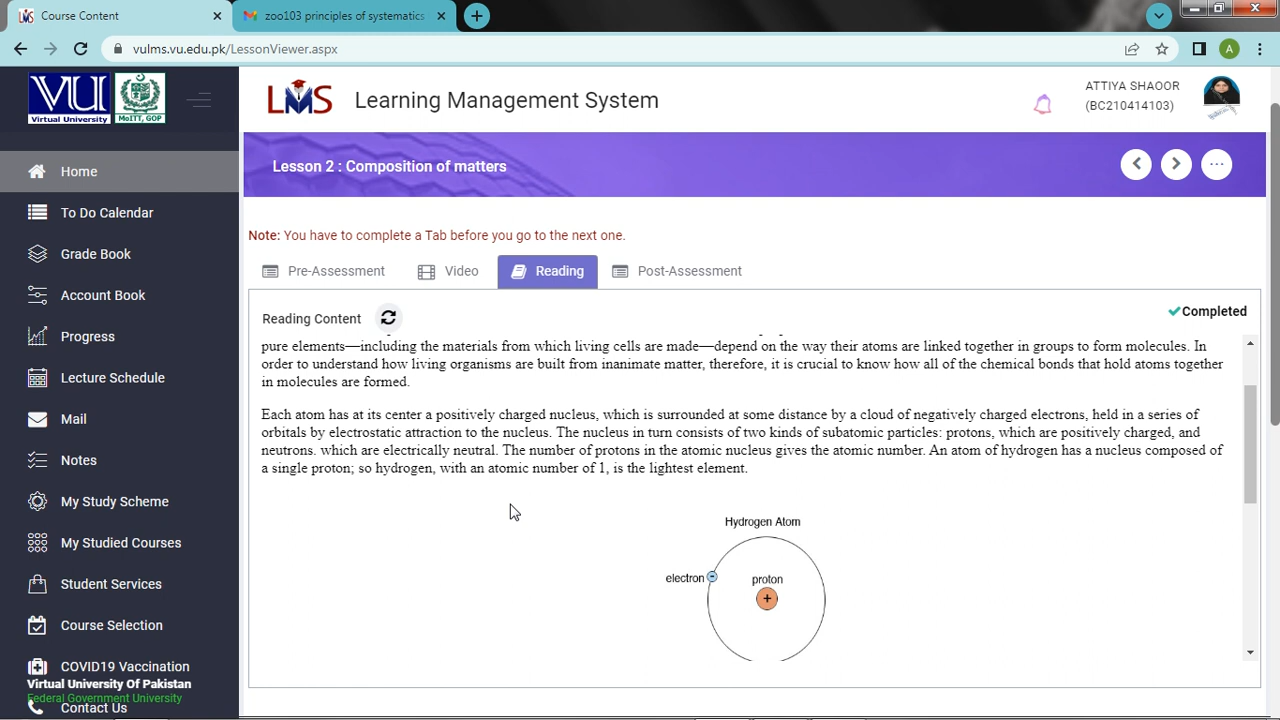 Course Content
zoo103 principles of systematics
vulms.vu.edu.pk/LessonViewer.aspx
A
VU
Virtual University
MoITT, GOP
LMS
Learning Management System
ATTIYA SHAOOR
(BC210414103)
Home
To Do Calendar
Grade Book
Account Book
Progress
Lecture Schedule
Mail
Notes
My Study Scheme
My Studied Courses
Student Services
Course Selection
COVID19 Vaccination
Virtual University Of Pakistan
Federal Government University
Contact Us
Lesson 2 : Composition of matters
Note: You have to complete a Tab before you go to the next one.
Pre-Assessment
Video
Reading
Post-Assessment
Reading Content
Completed
pure elements—including the materials from which living cells are made—depend on the way their atoms are linked together in groups to form molecules. In
order to understand how living organisms are built from inanimate matter, therefore, it is crucial to know how all of the chemical bonds that hold atoms together
in molecules are formed.
Each atom has at its center a positively charged nucleus, which is surrounded at some distance by a cloud of negatively charged electrons, held in a series of
orbitals by electrostatic attraction to the nucleus. The nucleus in turn consists of two kinds of subatomic particles: protons, which are positively charged, and
neutrons. which are electrically neutral. The number of protons in the atomic nucleus gives the atomic number. An atom of hydrogen has a nucleus composed of
a single proton; so hydrogen, with an atomic number of 1, is the lightest element.
Hydrogen Atom
electron
-
proton
+